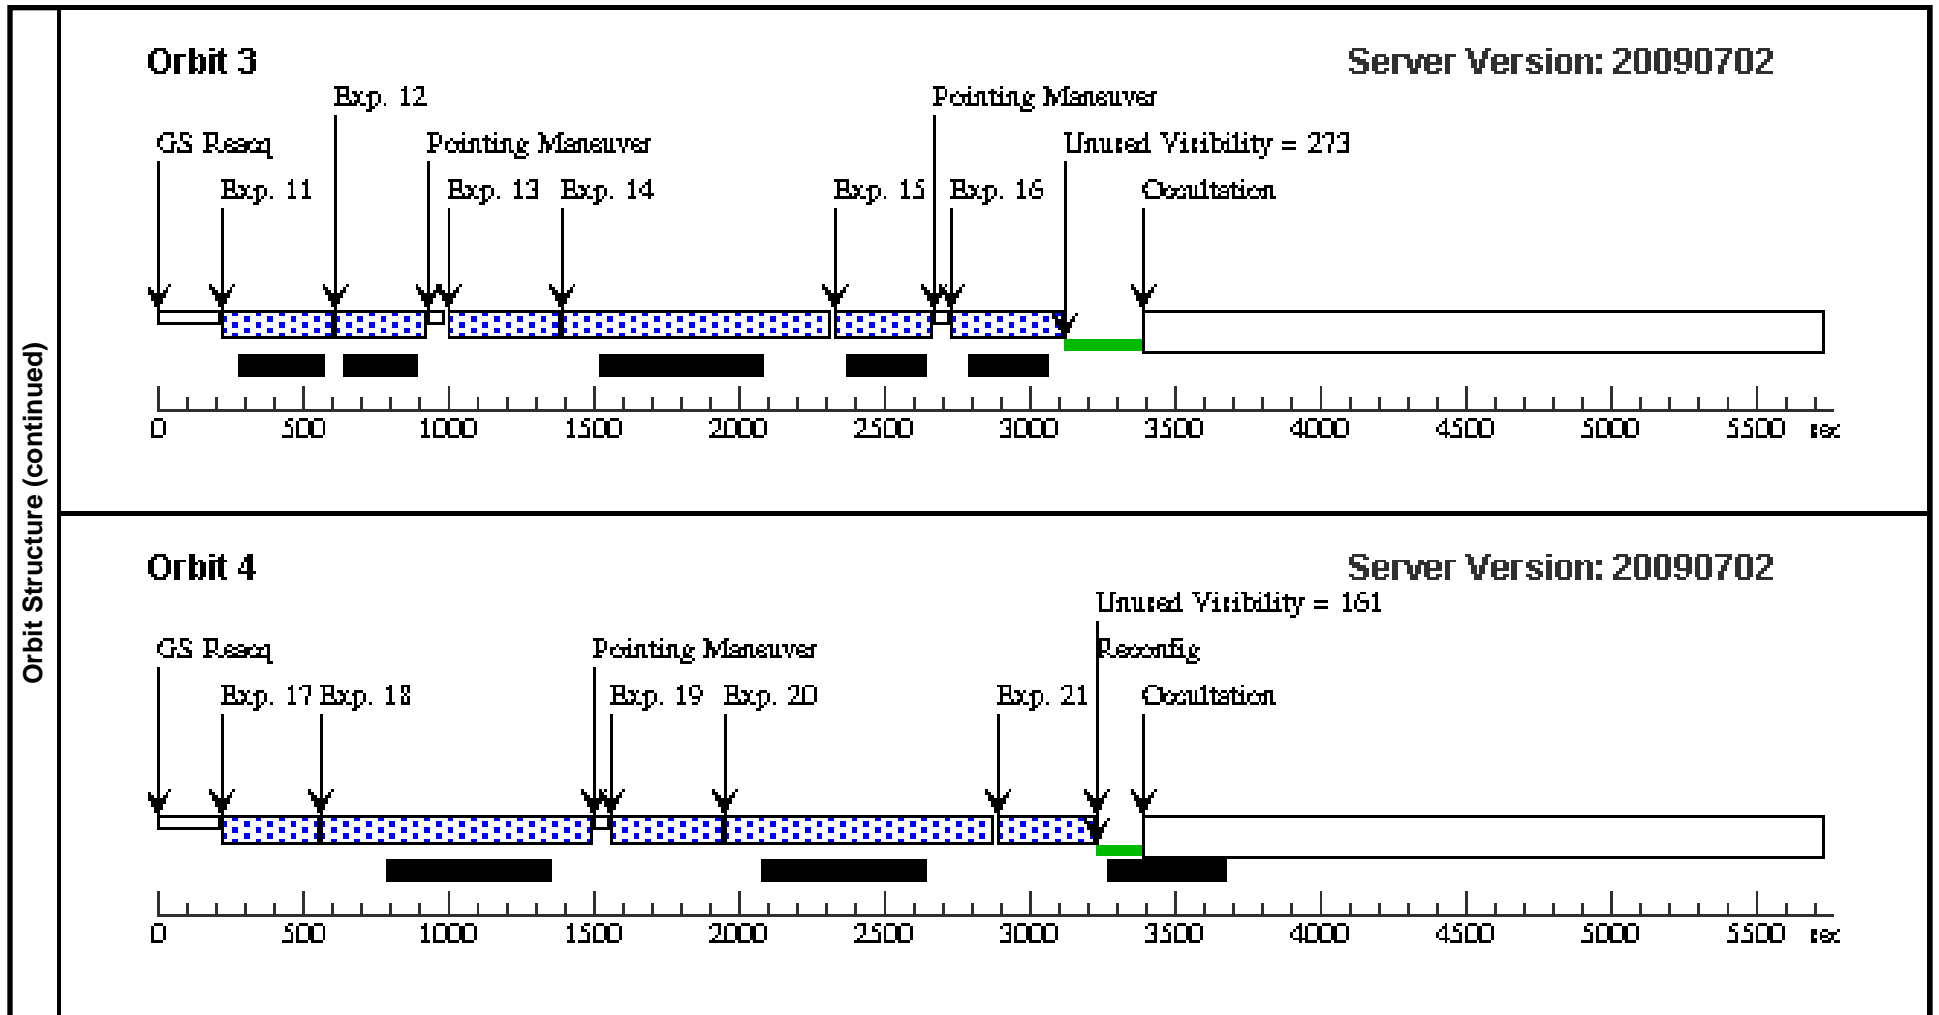 Orbit Structure (continued)
Orbit 3
Server Version: 20090702
Exp. 12
Pointing Maneuver
GS Reacq
Pointing Maneuver
Unused Visibility = 273
Exp. 11
Exp. 13
Exp. 14
Exp. 15
Exp. 16
Occultation
0 500 1000 1500 2000 2500 3000 3500 4000 4500 5000 5500 sec
Orbit 4
Server Version: 20090702
Unused Visibility = 161
GS Reacq
Pointing Maneuver
Reconfig
Exp. 17
Exp. 18
Exp. 19
Exp. 20
Exp. 21
Occultation
0 500 1000 1500 2000 2500 3000 3500 4000 4500 5000 5500 sec